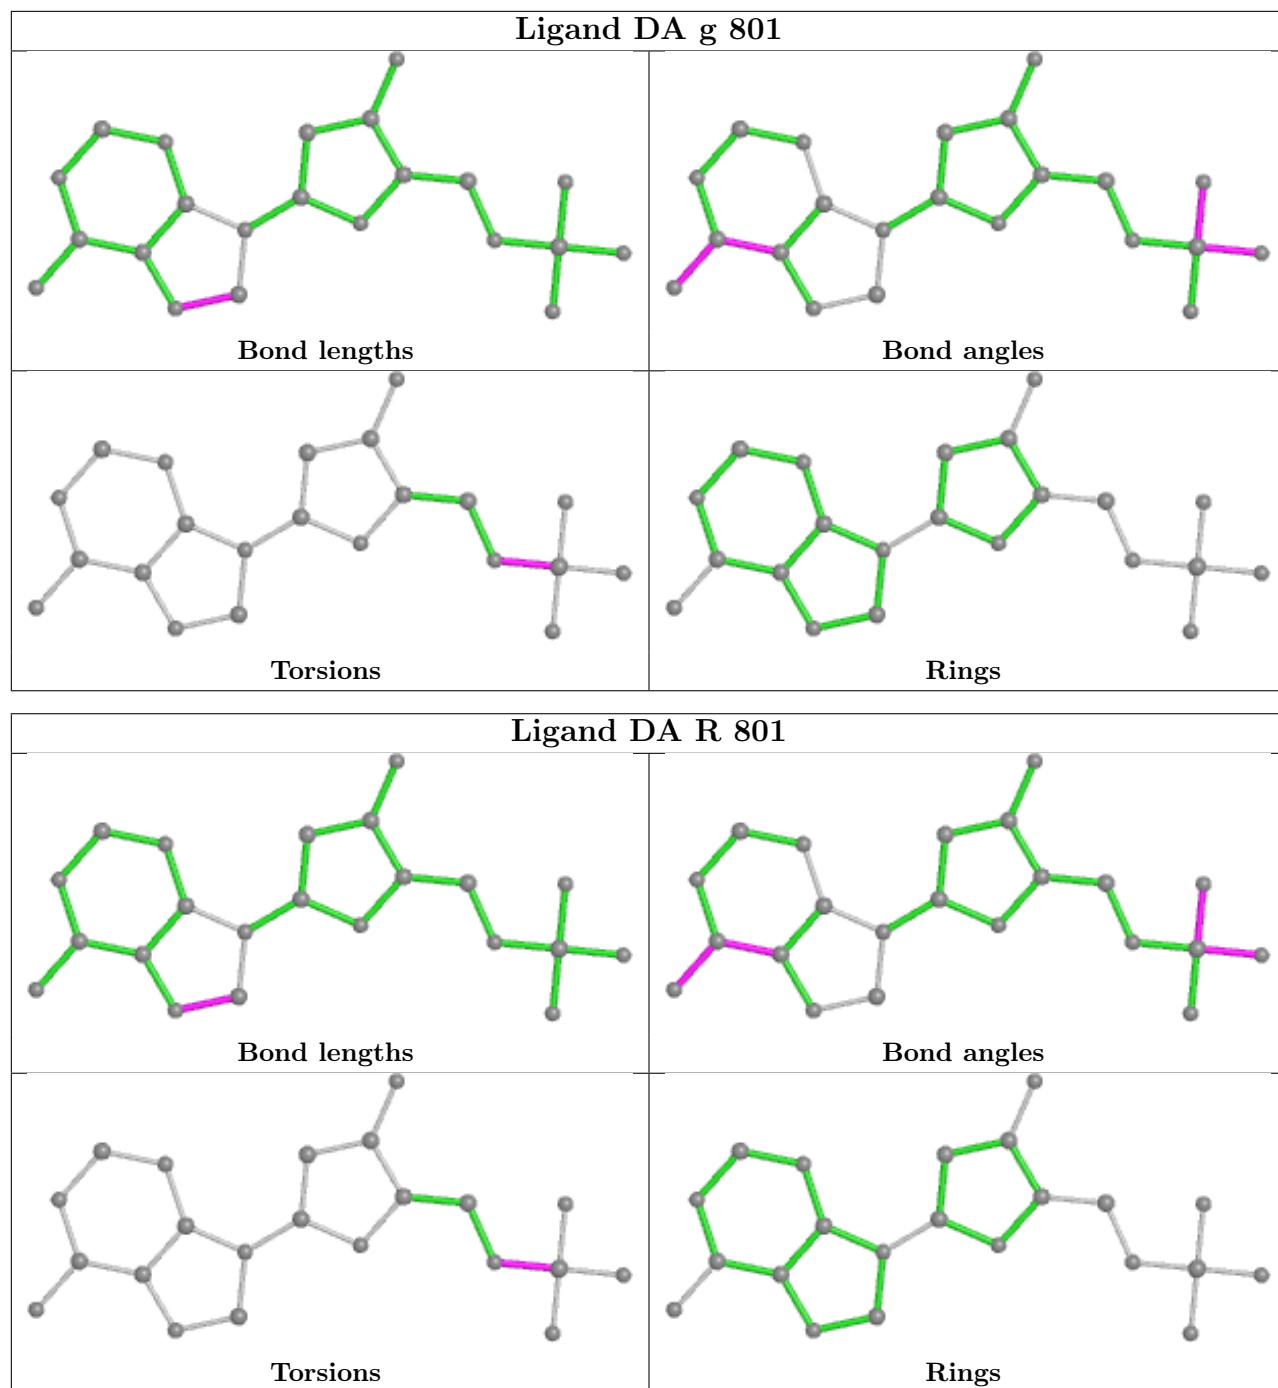 Ligand DA g 801
Bond lengths
Bond angles
Torsions
Rings
Ligand DA R 801
Bond lengths
Bond angles
Torsions
Rings